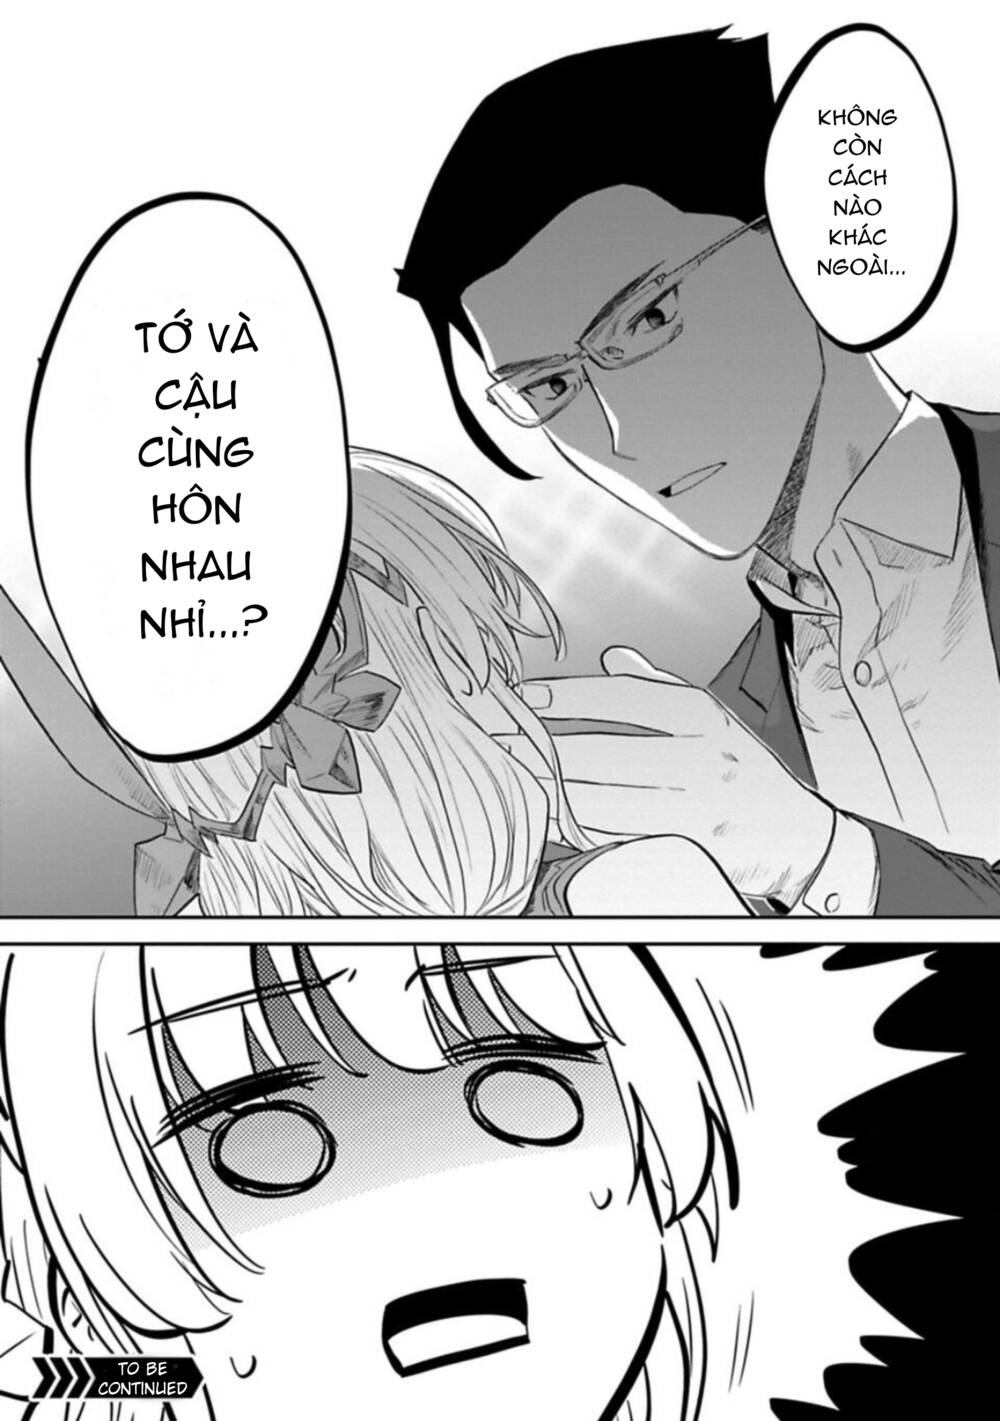 KHÔNG
CÒN
CÁCH
NÀO
KHÁC
NGOÀI...
TỚ VÀ
CẬU
CÙNG
HÔN
NHAU
NHỈ...?
TO BE
CONTINUED